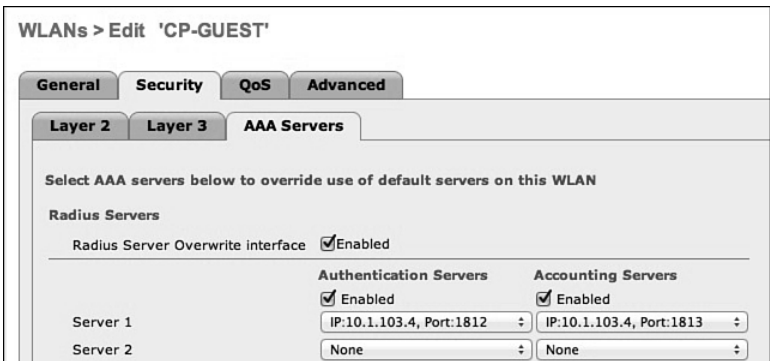 WLANs > Edit 'CP-GUEST'
General Security QoS Advanced
Layer 2 Layer 3 AAA Servers
Select AAA servers below to override use of default servers on this WLAN
Radius Servers
Radius Server Overwrite interface Enabled
Authentication Servers Accounting Servers
Enabled Enabled
Server 1 IP:10.1.103.4, Port:1812 IP:10.1.103.4, Port:1813
Server 2 None None